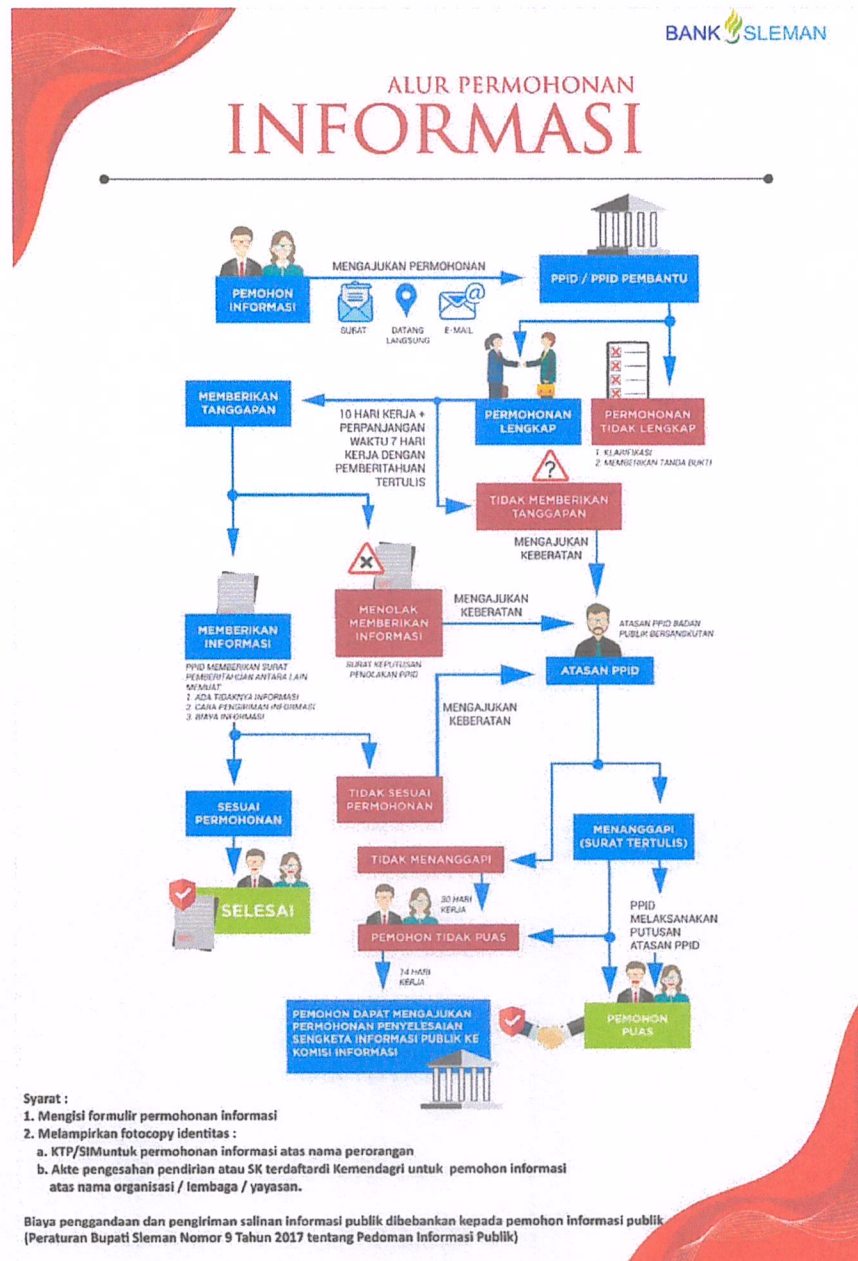 BANK SLEMAN
ALUR PERMOHONAN
INFORMASI
PEMOHON
INFORMASI
MENGAJUKAN PERMOHONAN
SURAT
DATANG
LANGSUNG
E-MAIL
PPID / PPID PEMBANTU
MEMBERIKAN
TANGGAPAN
10 HARI KERJA +
PERPANJANGAN
WAKTU 7 HARI
KERJA DENGAN
PEMBERITAHUAN
TERTULIS
PERMOHONAN
LENGKAP
PERMOHONAN
TIDAK LENGKAP
1. KLARIFIKASI
2. MEMBERIKAN TANDA BUKTI
TIDAK MEMBERIKAN
TANGGAPAN
MENGAJUKAN
KEBERATAN
MEMBERIKAN
INFORMASI
PPID MEMBERIKAN SURAT
PEMBERITAHUAN ANTARA LAIN
MEMUAT
1. ADA TIDAKNYA INFORMASI
2. CARA PENGIRIMAN INFORMASI
3. BIAYA INFORMASI
MENOLAK
MEMBERIKAN
INFORMASI
SURAT KEPUTUSAN
PENOLAKAN PPID
MENGAJUKAN
KEBERATAN
ATASAN PPID BADAN
PUBLIK BERSANGKUTAN
ATASAN PPID
MENGAJUKAN
KEBERATAN
SESUAI
PERMOHONAN
TIDAK SESUAI
PERMOHONAN
SELESAI
MENANGGAPI
(SURAT TERTULIS)
TIDAK MENANGGAPI
30 HARI
KERJA
PEMOHON TIDAK PUAS
PPID
MELAKSANAKAN
PUTUSAN
ATASAN PPID
14 HARI
KERJA
PEMOHON DAPAT MENGAJUKAN
PERMOHONAN PENYELESAIAN
SENGKETA INFORMASI PUBLIK KE
KOMISI INFORMASI
PEMOHON
PUAS
Syarat :
1. Mengisi formulir permohonan informasi
2. Melampirkan fotocopy identitas :
a. KTP/SIMuntuk permohonan informasi atas nama perorangan
b. Akte pengesahan pendirian atau SK terdaftardi Kemendagri untuk pemohon informasi
atas nama organisasi / lembaga / yayasan.
Biaya penggandaan dan pengiriman salinan informasi publik dibebankan kepada pemohon informasi publik
(Peraturan Bupati Sleman Nomor 9 Tahun 2017 tentang Pedoman Informasi Publik)